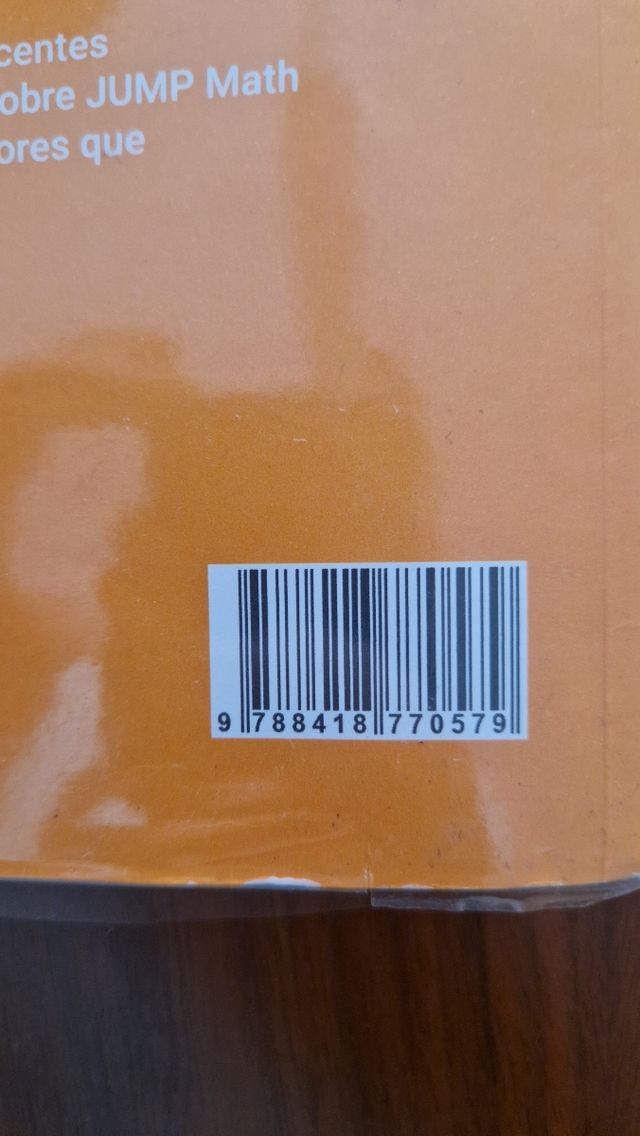 centes
obre JUMP Math
ores que
9 788418 770579